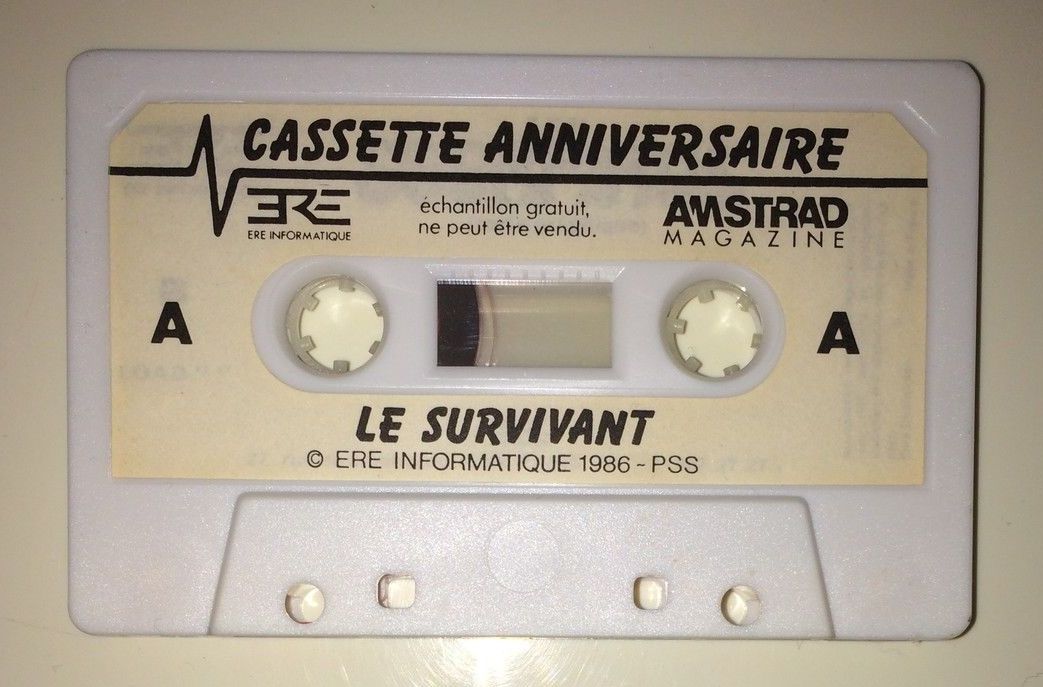 CASSETTE ANNIVERSAIRE
ERE
ERE INFORMATIQUE
échantillon gratuit,
ne peut être vendu.
AMSTRAD
MAGAZINE
A
A
LE SURVIVANT
© ERE INFORMATIQUE 1986 ~ PSS